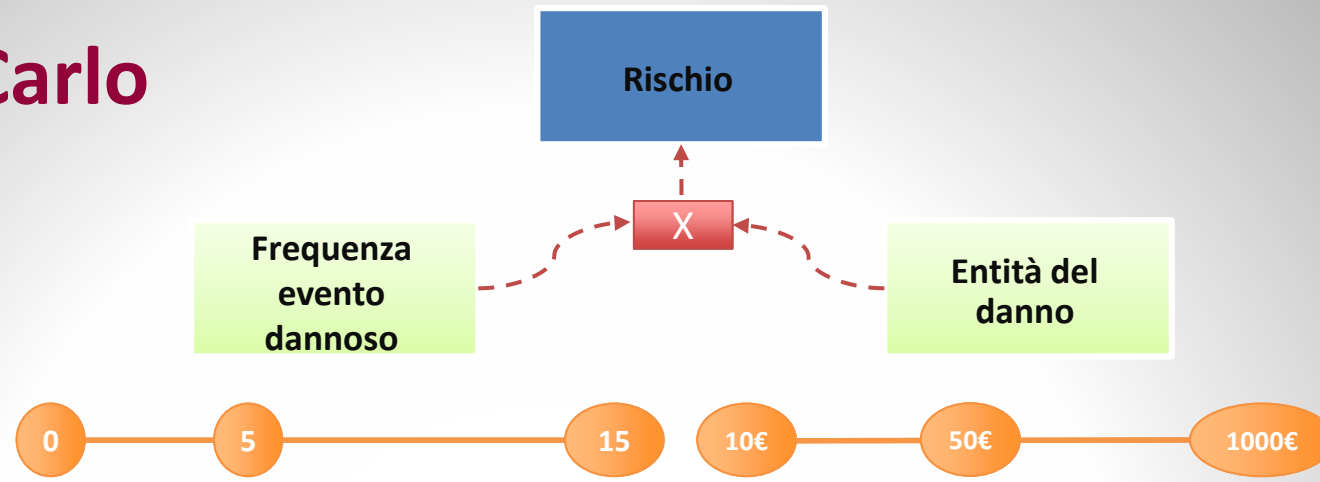 Carlo
Rischio
X
Frequenza
evento
dannoso
Entità del
danno
0
5
15
10€
50€
1000€